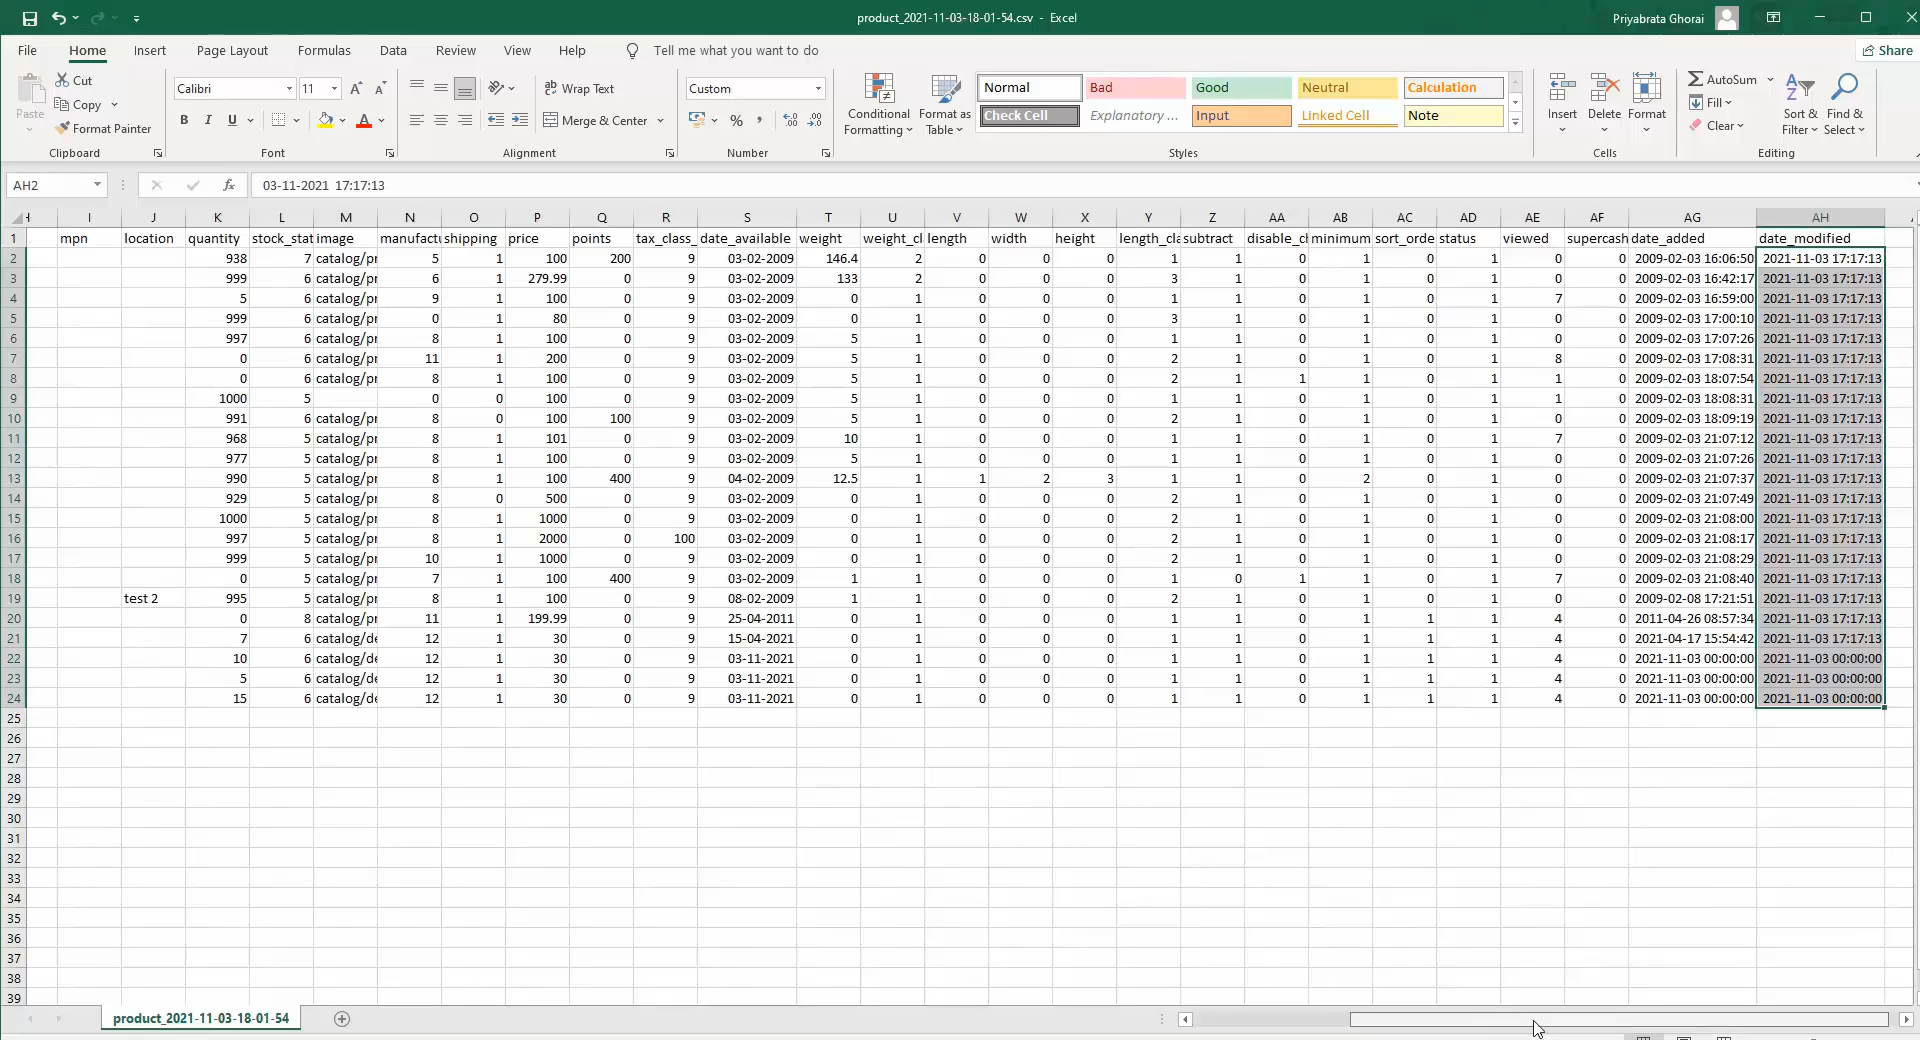 product_2021-11-03-18-01-54.csv - Excel
Priyabrata Ghorai
File Home Insert Page Layout Formulas Data Review View Help Tell me what you want to do Share
Paste Cut Copy Format Painter Clipboard
Calibri 11 A A B I U A Font
Wrap Text Merge & Center Alignment
Custom % , Number
Conditional Formatting Format as Table
Normal Bad Good Neutral Calculation
Check Cell Explanatory ... Input Linked Cell Note
Styles
Insert Delete Format Cells
AutoSum Fill Clear Sort & Filter Find & Select Editing
AH2 fx 03-11-2021 17:17:13
H I J K L M N O P Q R S T U V W X Y Z AA AB AC AD AE AF AG AH
1 mpn location quantity stock_stat image manufactu shipping price points tax_class_ date_available weight weight_cl length width height length_cla subtract disable_cl minimum sort_orde status viewed supercash date_added date_modified
2 938 7 catalog/pr 5 1 100 200 9 03-02-2009 146.4 2 0 0 0 1 1 0 1 0 1 0 0 2009-02-03 16:06:50 2021-11-03 17:17:13
3 999 6 catalog/pr 6 1 279.99 0 9 03-02-2009 133 2 0 0 0 3 1 0 1 0 1 0 0 2009-02-03 16:42:17 2021-11-03 17:17:13
4 5 6 catalog/pr 9 1 100 0 9 03-02-2009 0 1 0 0 0 1 1 0 1 0 1 7 0 2009-02-03 16:59:00 2021-11-03 17:17:13
5 999 6 catalog/pr 0 1 80 0 9 03-02-2009 0 1 0 0 0 3 1 0 1 0 1 0 0 2009-02-03 17:00:10 2021-11-03 17:17:13
6 997 6 catalog/pr 8 1 100 0 9 03-02-2009 5 1 0 0 0 1 1 0 1 0 1 0 0 2009-02-03 17:07:26 2021-11-03 17:17:13
7 0 6 catalog/pr 11 1 200 0 9 03-02-2009 5 1 0 0 0 2 1 0 1 0 1 8 0 2009-02-03 17:08:31 2021-11-03 17:17:13
8 0 6 catalog/pr 8 1 100 0 9 03-02-2009 5 1 0 0 0 2 1 1 1 0 1 1 0 2009-02-03 18:07:54 2021-11-03 17:17:13
9 1000 5 0 0 100 0 9 03-02-2009 5 1 0 0 0 1 1 0 1 0 1 1 0 2009-02-03 18:08:31 2021-11-03 17:17:13
10 991 6 catalog/pr 8 0 100 100 9 03-02-2009 5 1 0 0 0 2 1 0 1 0 1 0 0 2009-02-03 18:09:19 2021-11-03 17:17:13
11 968 5 catalog/pr 8 1 101 0 9 03-02-2009 10 1 0 0 0 1 1 0 1 0 1 7 0 2009-02-03 21:07:12 2021-11-03 17:17:13
12 977 5 catalog/pr 8 1 100 0 9 03-02-2009 5 1 0 0 0 1 1 0 1 0 1 0 0 2009-02-03 21:07:26 2021-11-03 17:17:13
13 990 5 catalog/pr 8 1 100 400 9 04-02-2009 12.5 1 1 2 3 1 1 0 2 0 1 0 0 2009-02-03 21:07:37 2021-11-03 17:17:13
14 929 5 catalog/pr 8 0 500 0 9 03-02-2009 0 1 0 0 0 2 1 0 1 0 1 0 0 2009-02-03 21:07:49 2021-11-03 17:17:13
15 1000 5 catalog/pr 8 1 1000 0 9 03-02-2009 0 1 0 0 0 2 1 0 1 0 1 0 0 2009-02-03 21:08:00 2021-11-03 17:17:13
16 997 5 catalog/pr 8 1 2000 0 100 03-02-2009 0 1 0 0 0 2 1 0 1 0 1 0 0 2009-02-03 21:08:17 2021-11-03 17:17:13
17 999 5 catalog/pr 10 1 1000 0 9 03-02-2009 0 1 0 0 0 2 1 0 1 0 1 0 0 2009-02-03 21:08:29 2021-11-03 17:17:13
18 0 5 catalog/pr 7 1 100 400 9 03-02-2009 1 1 0 0 0 1 0 1 1 0 1 7 0 2009-02-03 21:08:40 2021-11-03 17:17:13
19 test 2 995 5 catalog/pr 8 1 100 0 9 08-02-2009 1 1 0 0 0 2 1 0 1 0 1 0 0 2009-02-08 17:21:51 2021-11-03 17:17:13
20 0 8 catalog/pr 11 1 199.99 0 9 25-04-2011 0 1 0 0 0 1 1 0 1 1 1 4 0 2011-04-26 08:57:34 2021-11-03 17:17:13
21 7 6 catalog/de 12 1 30 0 9 15-04-2021 0 1 0 0 0 1 1 0 1 1 1 4 0 2021-04-17 15:54:42 2021-11-03 17:17:13
22 10 6 catalog/de 12 1 30 0 9 03-11-2021 0 1 0 0 0 1 1 0 1 1 1 4 0 2021-11-03 00:00:00 2021-11-03 00:00:00
23 5 6 catalog/de 12 1 30 0 9 03-11-2021 0 1 0 0 0 1 1 0 1 1 1 4 0 2021-11-03 00:00:00 2021-11-03 00:00:00
24 15 6 catalog/de 12 1 30 0 9 03-11-2021 0 1 0 0 0 1 1 0 1 1 1 4 0 2021-11-03 00:00:00 2021-11-03 00:00:00
25
26
27
28
29
30
31
32
33
34
35
36
37
38
39
product_2021-11-03-18-01-54